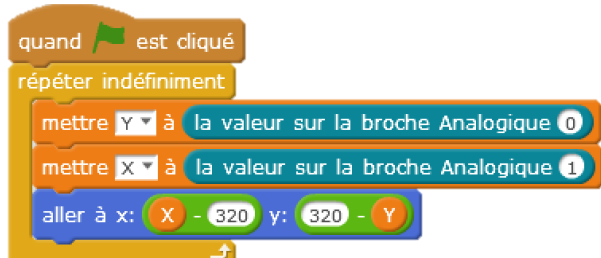 quand est cliqué
répéter indéfiniment
mettre Y à la valeur sur la broche Analogique 0
mettre X à la valeur sur la broche Analogique 1
aller à x: X - 320 y: 320 - Y